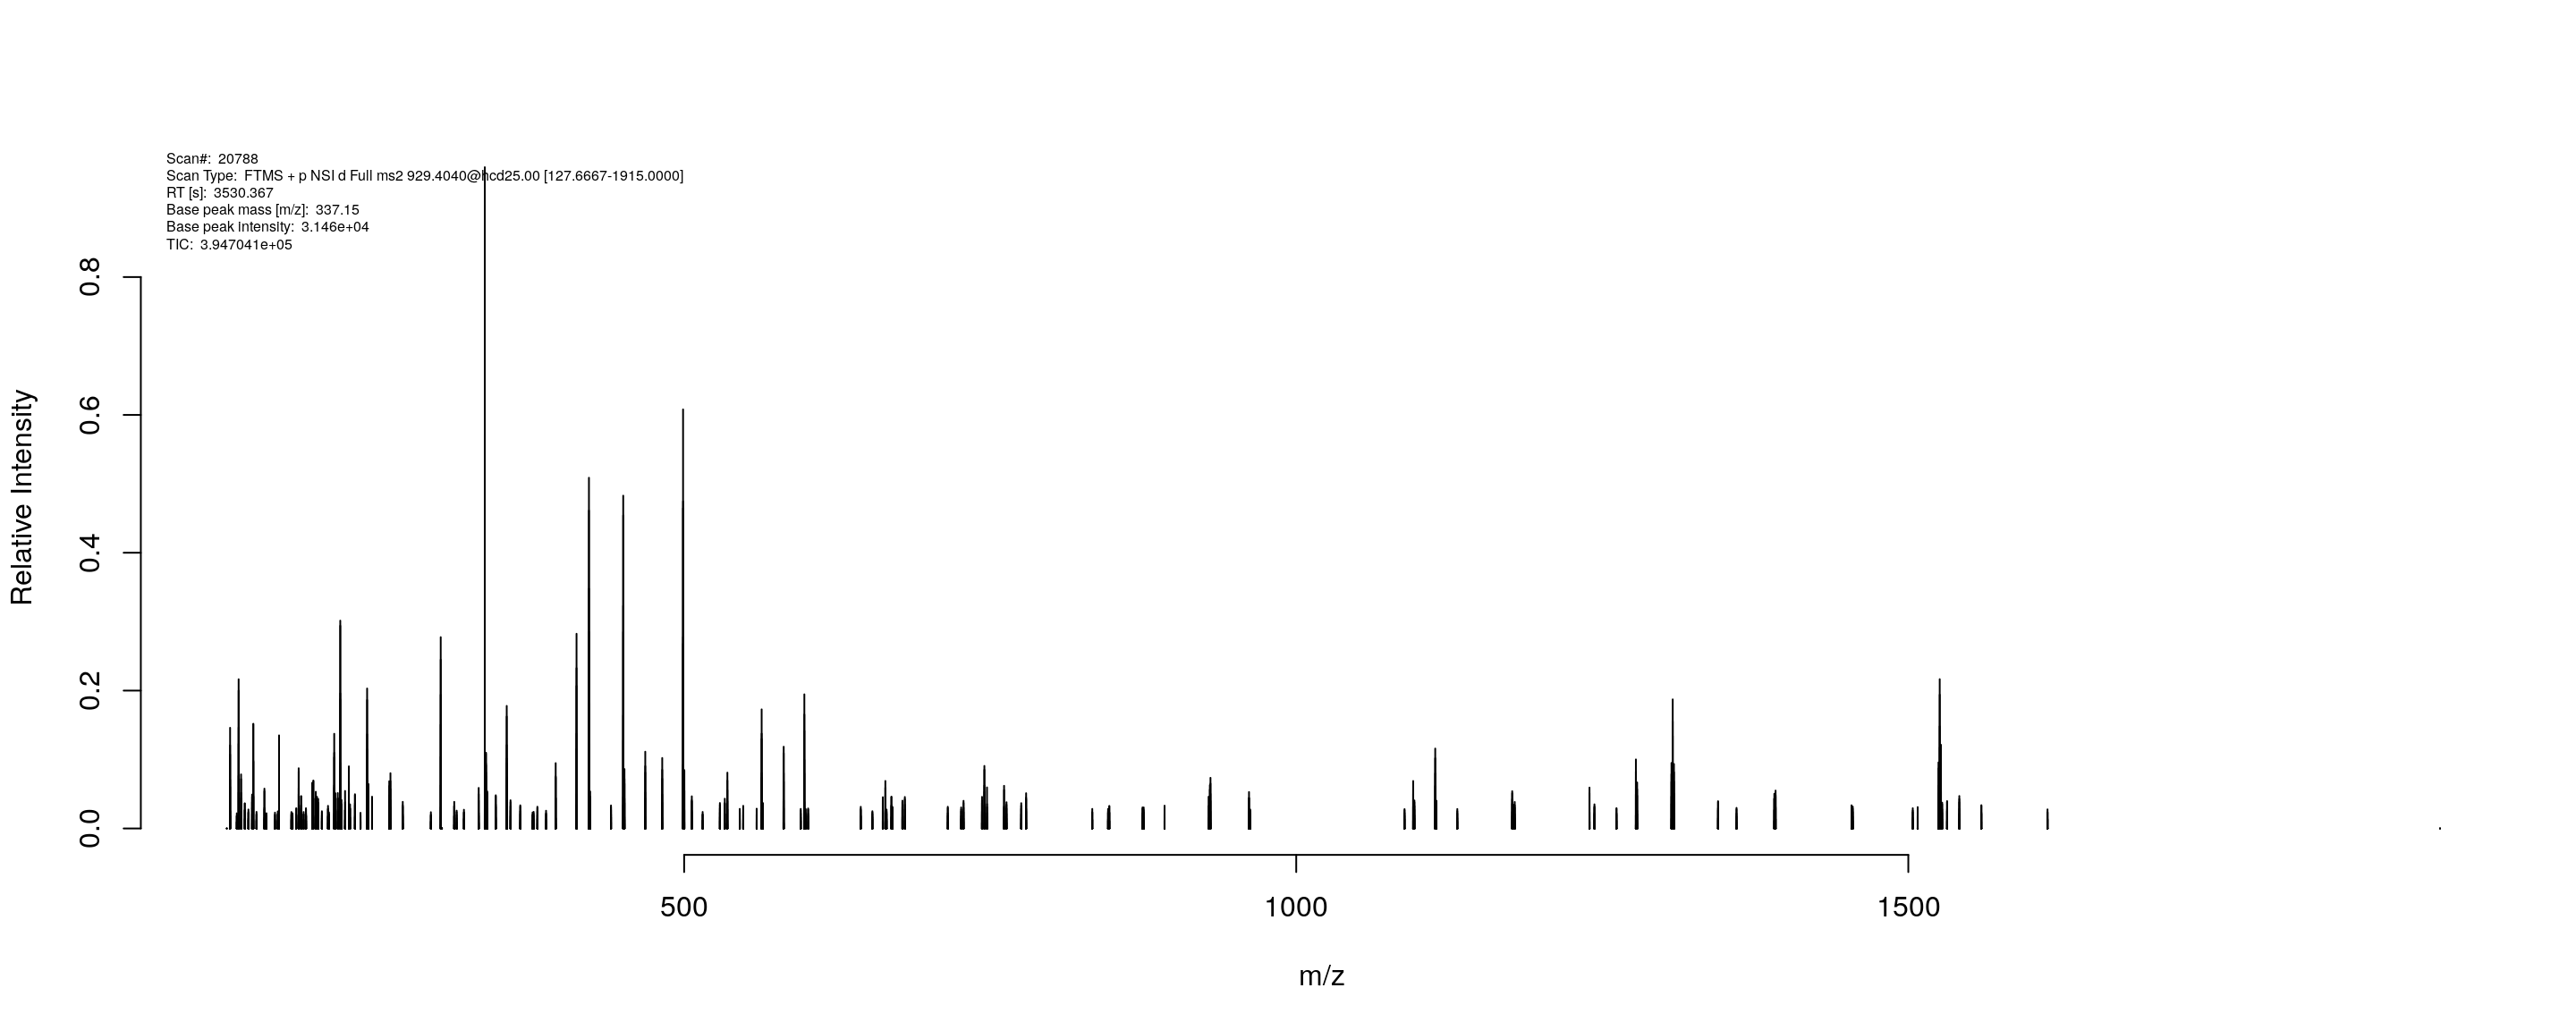 Scan#: 20788
Scan Type: FTMS + p NSI d Full ms2 929.4040@hcd25.00 [127.6667-1915.0000]
RT [s]: 3530.367
Base peak mass [m/z]: 337.15
Base peak intensity: 3.146e+04
TIC: 3.947041e+05
0.8
0.6
0.4
0.2
0.0
Relative Intensity
500 1000 1500
m/z